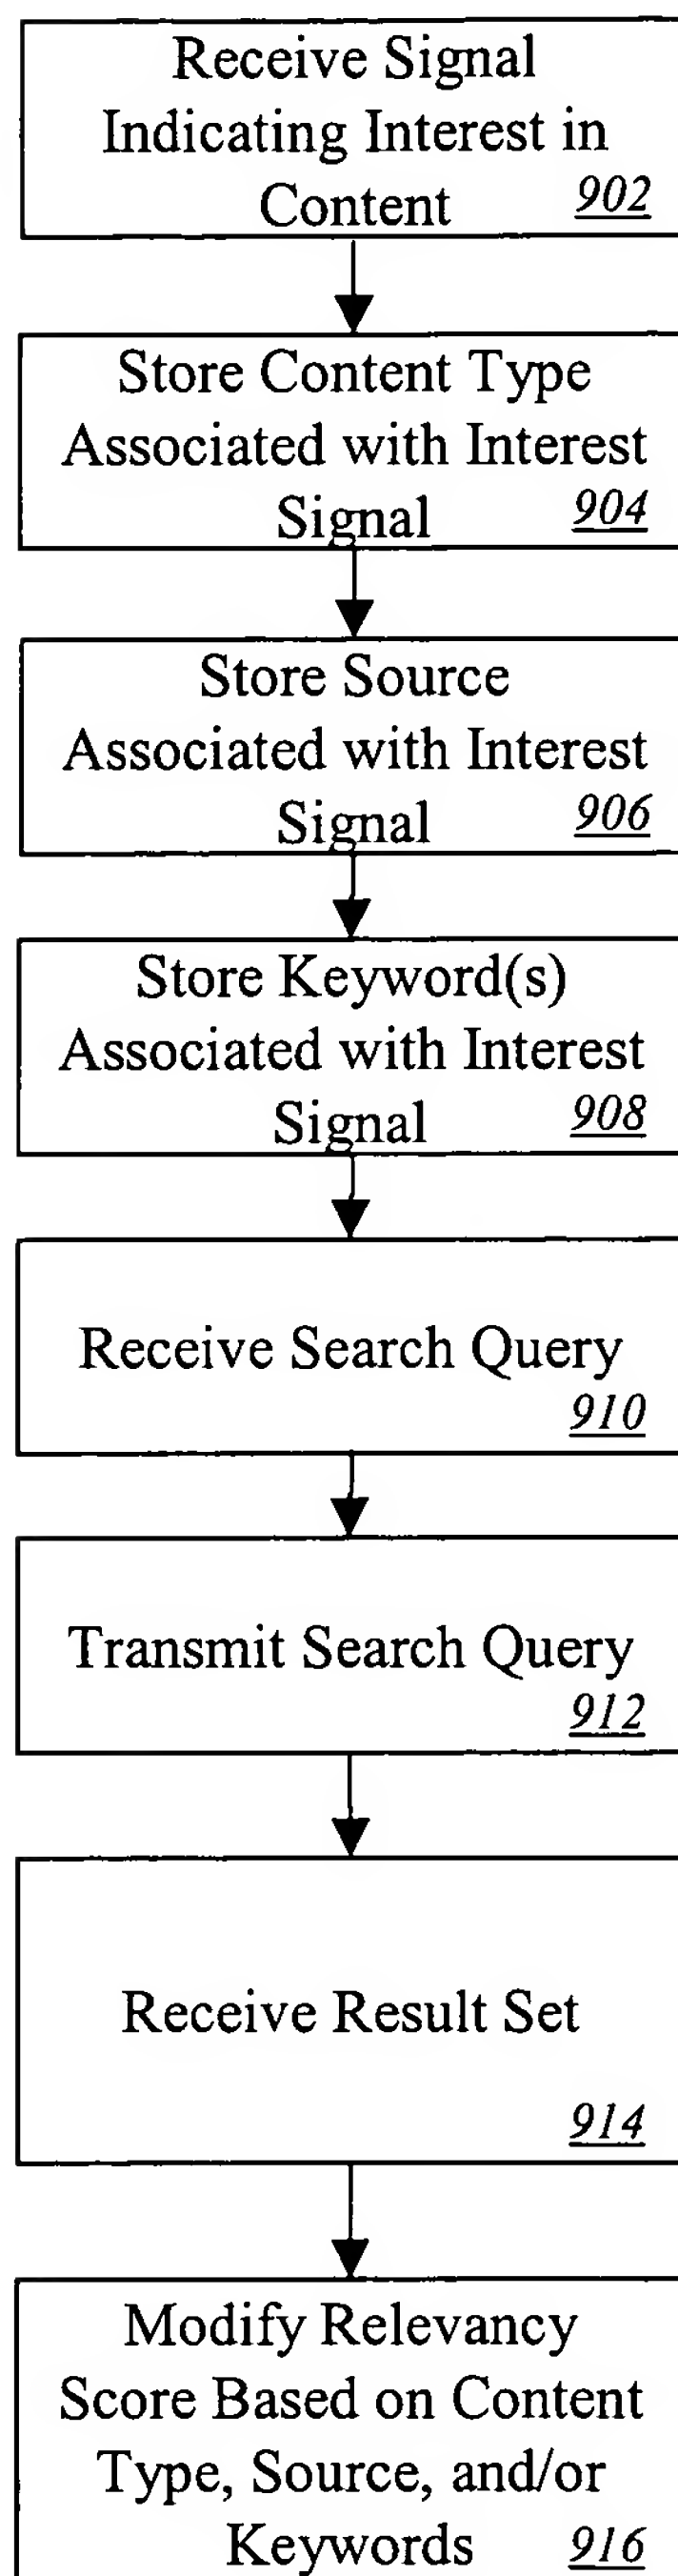 Receive Signal
Indicating Interest in
Content 902
Store Content Type
Associated with Interest
Signal 904
Store Source
Associated with Interest
Signal 906
Store Keyword(s)
Associated with Interest
Signal 908
Receive Search Query
910
Transmit Search Query
912
Receive Result Set
914
Modify Relevancy
Score Based on Content
Type, Source, and/or
Keywords 916